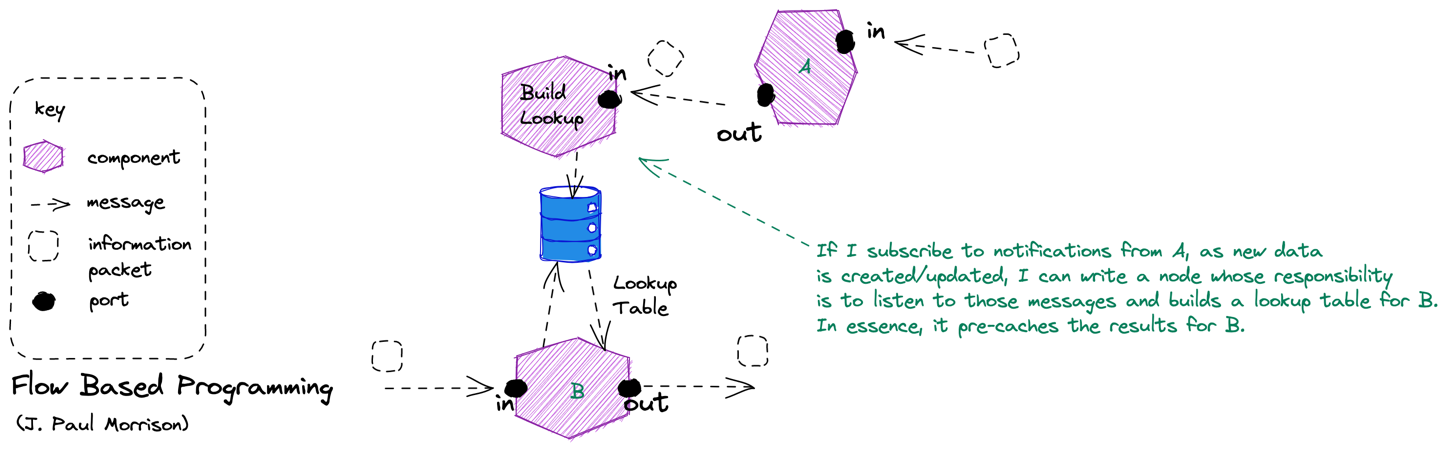 key
component
message
information
packet
port
Flow Based Programming
(J. Paul Morrison)
Build
Lookup
in
out
A
in
If I subscribe to notifications from A, as new data
is created/updated, I can write a node whose responsibility
is to listen to those messages and builds a lookup table for B.
In essence, it pre-caches the results for B.
Lookup
Table
in
B
out